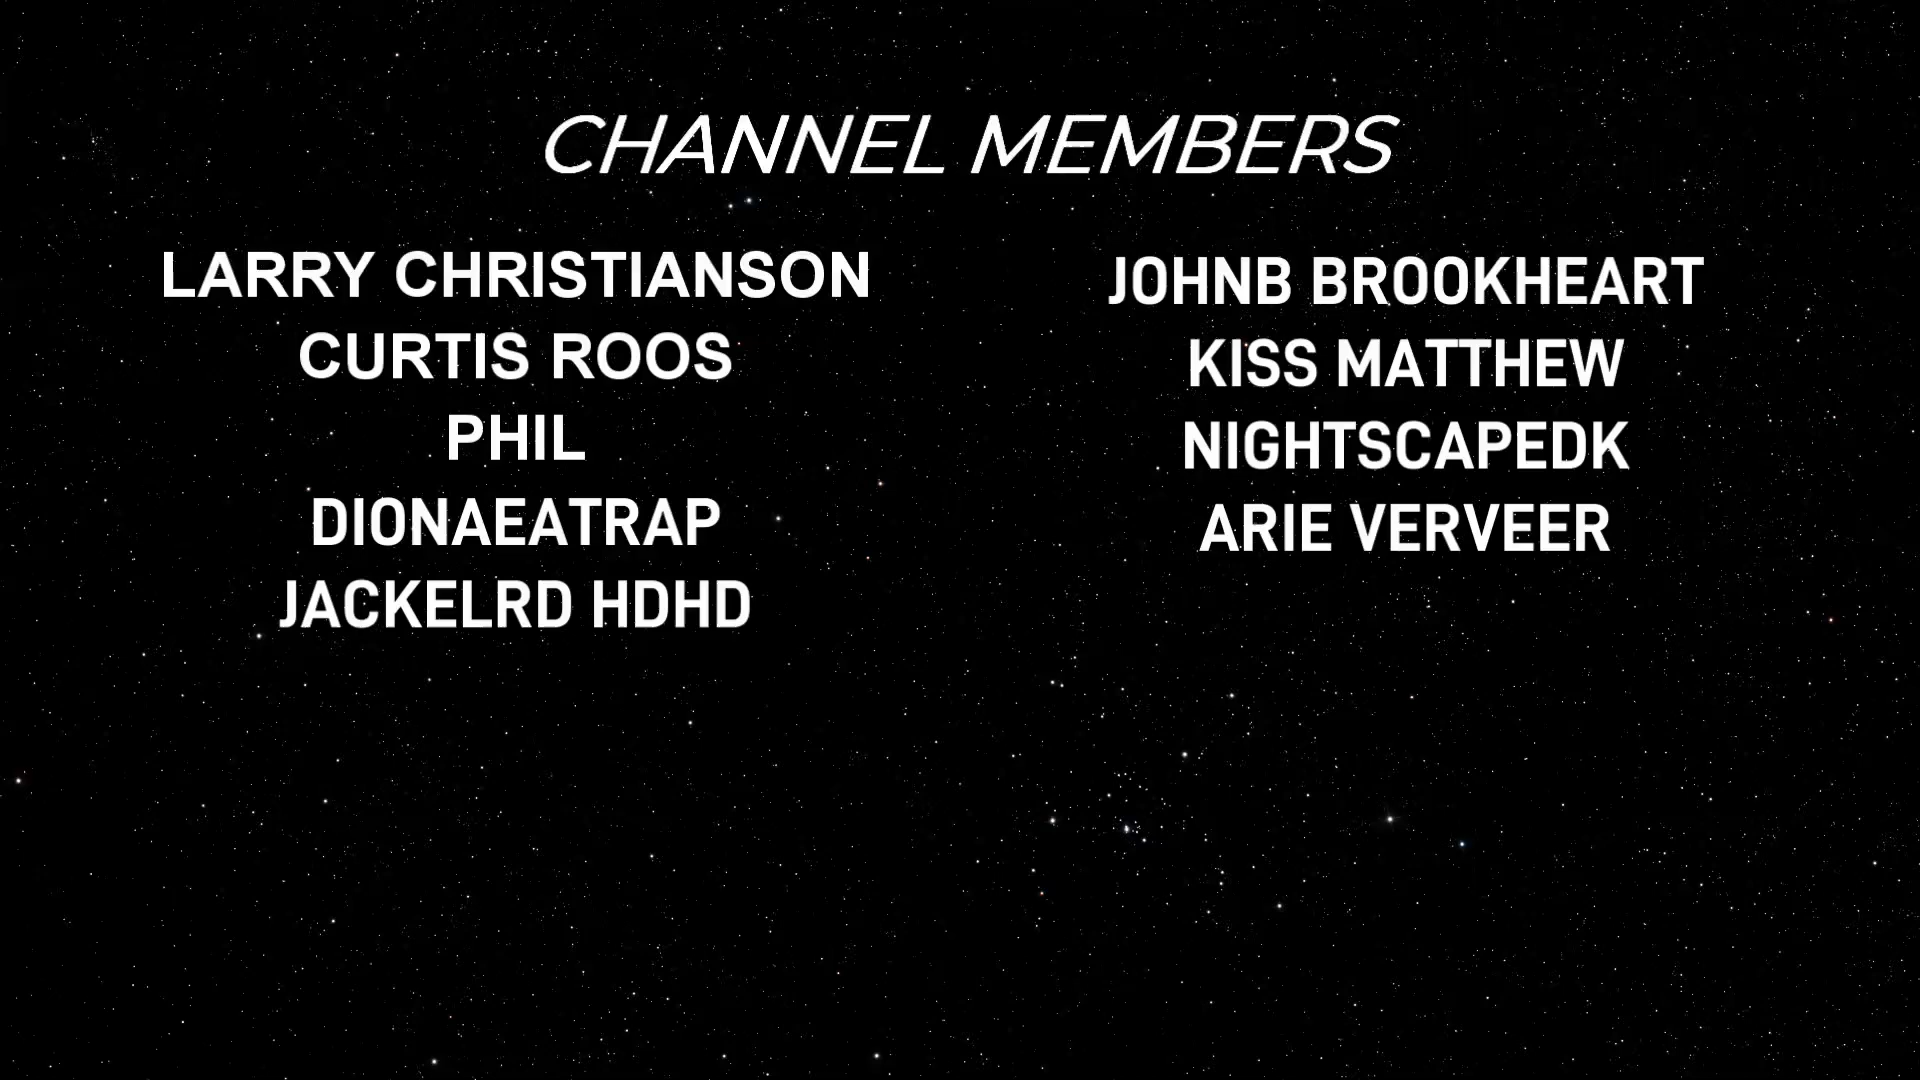 CHANNEL MEMBERS
LARRY CHRISTIANSON
CURTIS ROOS
PHIL
DIONAEATRAP
JACKELRD HDHD
JOHNB BROOKHEART
KISS MATTHEW
NIGHTSCAPEDK
ARIE VERVEER